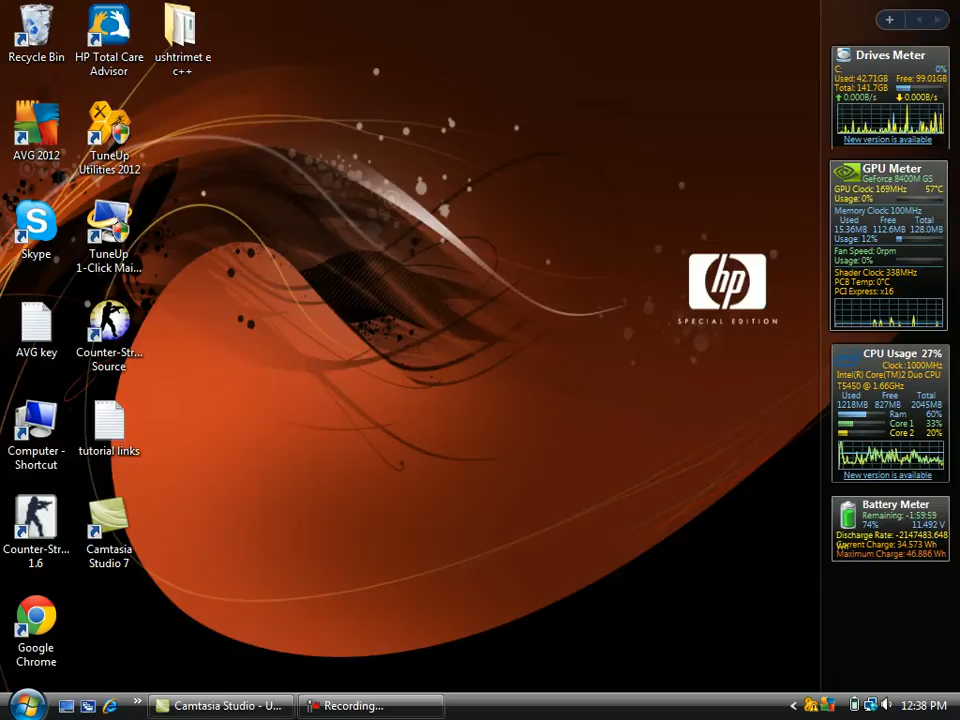 Recycle Bin
HP Total Care
Advisor
ushtrimet e
c++
AVG 2012
TuneUp
Utilities 2012
Skype
TuneUp
1-Click Mai...
AVG key
Counter-Str...
Source
Computer -
Shortcut
tutorial links
Counter-Str...
1.6
Camtasia
Studio 7
Google
Chrome
hp
SPECIAL EDITION
Drives Meter
C: 0%
Used: 42.71GB Free: 99.01GB
Total: 141.7GB
0.000B/s 0.000B/s
New version is available
GPU Meter
GeForce 8400M GS
GPU Clock: 169MHz 57°C
Usage: 0%
Memory Clock: 100MHz
Used Free Total
15.36MB 112.6MB 128.0MB
Usage: 12%
Fan Speed: 0rpm
Usage: 0%
Shader Clock: 338MHz
PCB Temp: 0°C
PCI Express: x16
CPU Usage 27%
Clock: 1000MHz
Intel(R) Core(TM)2 Duo CPU
T5450 @ 1.66GHz
Used Free Total
1218MB 827MB 2045MB
Ram 60%
Core 1 33%
Core 2 20%
New version is available
Battery Meter
Remaining: -1:59:59
74% 11.492 V
Discharge Rate: -2147483.648
Current Charge: 34.573 Wh
Maximum Charge: 46.886 Wh
Camtasia Studio - U...
Recording...
12:38 PM